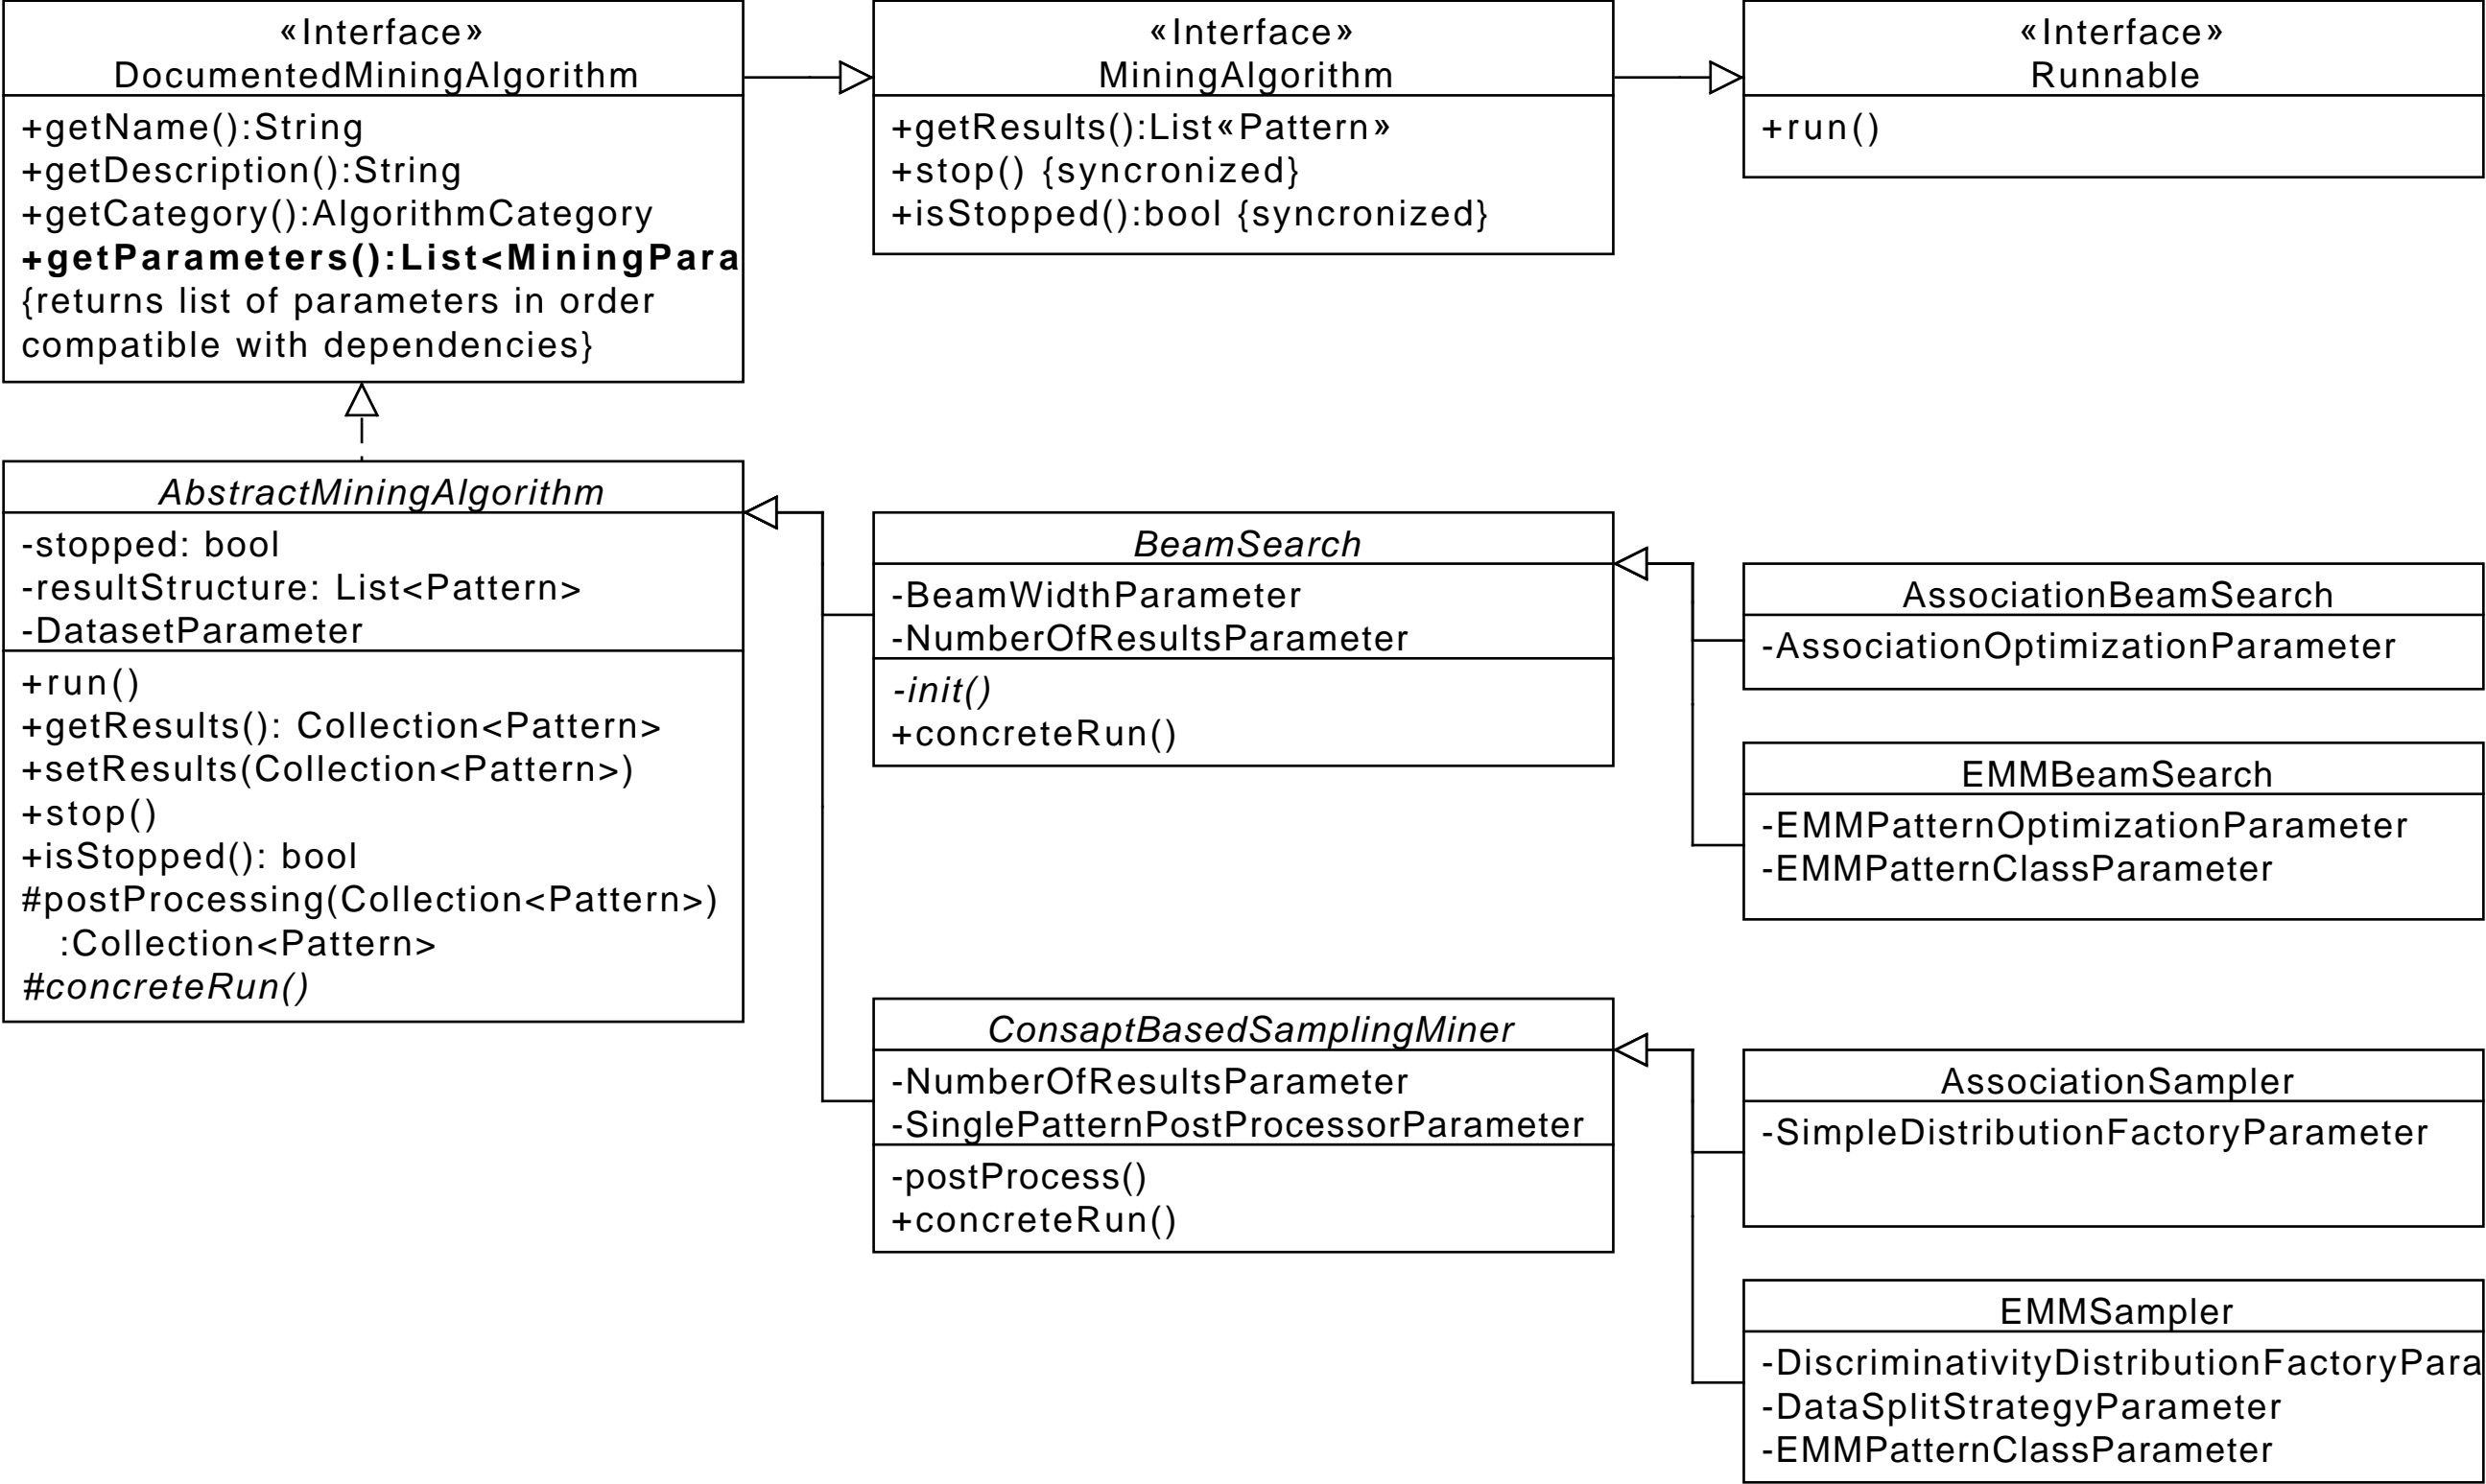 «Interface»
DocumentedMiningAlgorithm
+getName():String
+getDescription():String
+getCategory():AlgorithmCategory
+getParameters():List<MiningPara
{returns list of parameters in order
compatible with dependencies}
«Interface»
MiningAlgorithm
+getResults():List«Pattern»
+stop() {syncronized}
+isStopped():bool {syncronized}
«Interface»
Runnable
+run()
AbstractMiningAlgorithm
-stopped: bool
-resultStructure: List<Pattern>
-DatasetParameter
+run()
+getResults(): Collection<Pattern>
+setResults(Collection<Pattern>)
+stop()
+isStopped(): bool
#postProcessing(Collection<Pattern>)
:Collection<Pattern>
#concreteRun()
BeamSearch
-BeamWidthParameter
-NumberOfResultsParameter
-init()
+concreteRun()
AssociationBeamSearch
-AssociationOptimizationParameter
EMMBeamSearch
-EMMPatternOptimizationParameter
-EMMPatternClassParameter
ConsaptBasedSamplingMiner
-NumberOfResultsParameter
-SinglePatternPostProcessorParameter
-postProcess()
+concreteRun()
AssociationSampler
-SimpleDistributionFactoryParameter
EMMSampler
-DiscriminativityDistributionFactoryPara
-DataSplitStrategyParameter
-EMMPatternClassParameter